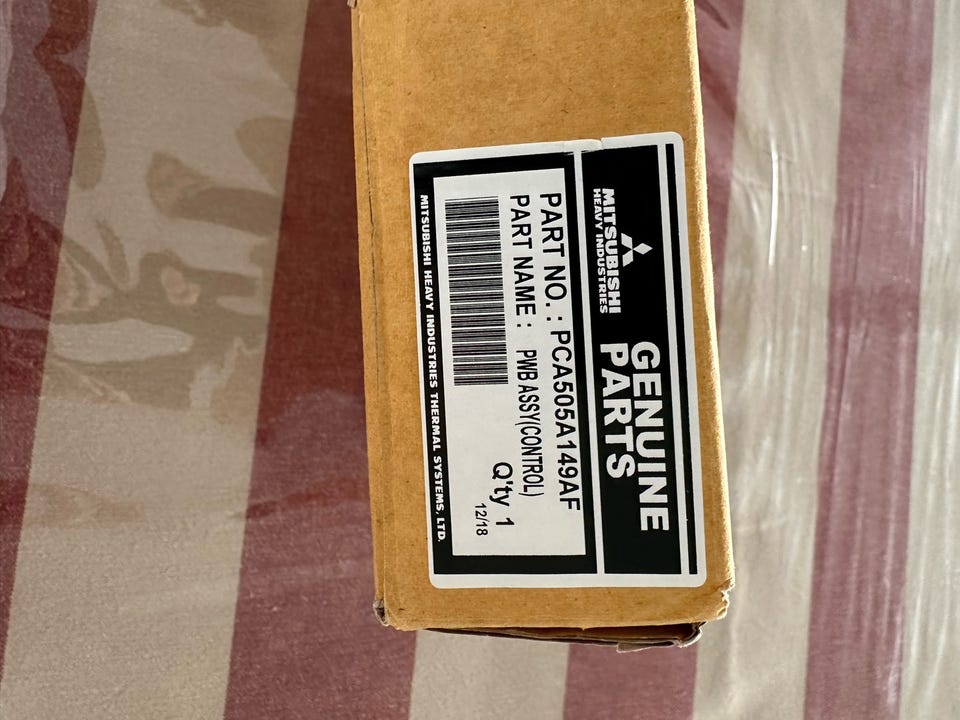 MITSUBISHI
HEAVY INDUSTRIES
GENUINE
PARTS
PART NO. : PCA505A149AF
PART NAME : PWB ASSY(CONTROL)
Q'ty 1
12/18
MITSUBISHI HEAVY INDUSTRIES THERMAL SYSTEMS, LTD.